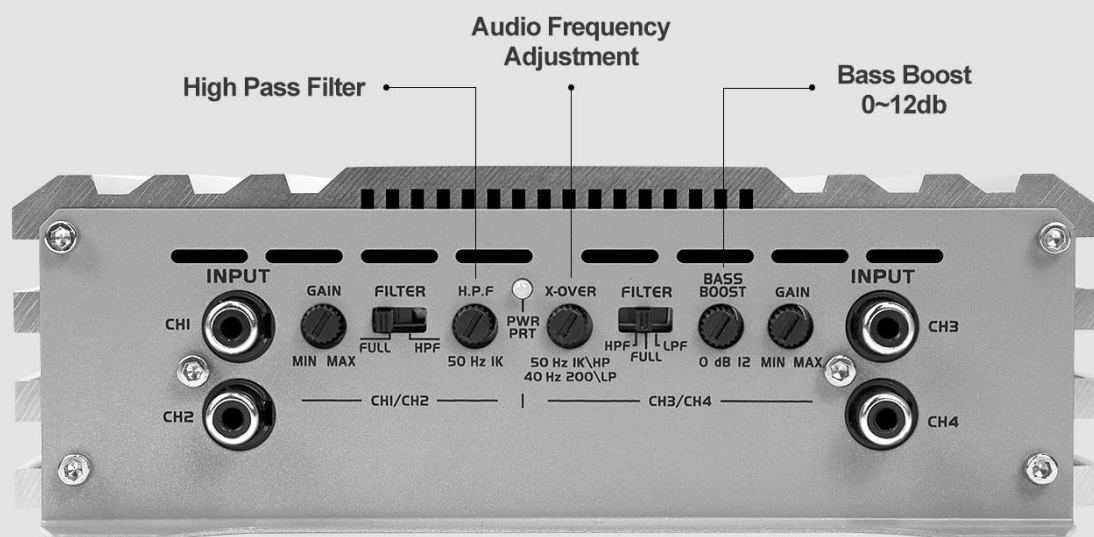 Audio Frequency
Adjustment
High Pass Filter
Bass Boost
0~12db
INPUT
CH1
CH2
GAIN
MIN MAX
FILTER
FULL HPF
H.P.F
50 Hz 1K
PWR
PRT
X-OVER
50 Hz 1K\HP
40 Hz 200\LP
FILTER
HPF LPF
FULL
BASS
BOOST
0 dB 12
GAIN
MIN MAX
INPUT
CH3
CH4
CH1/CH2 | CH3/CH4